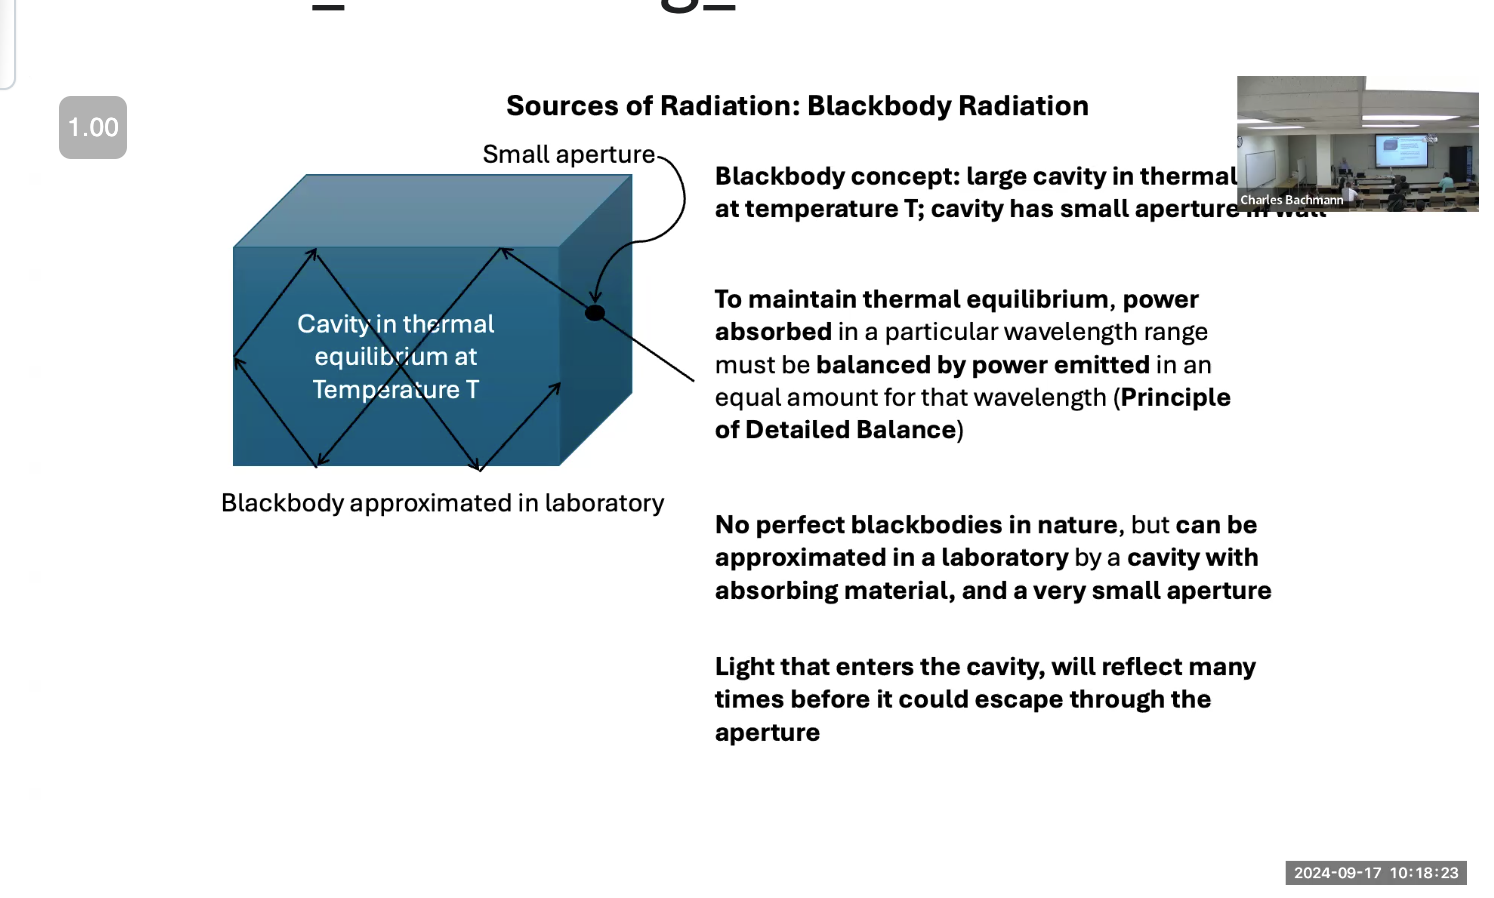 1.00
Sources of Radiation: Blackbody Radiation
Small aperture
Blackbody concept: large cavity in thermal
at temperature T; cavity has small aperture in wall
Charles Bachmann
Cavity in thermal
equilibrium at
Temperature T
Blackbody approximated in laboratory
To maintain thermal equilibrium, power
absorbed in a particular wavelength range
must be balanced by power emitted in an
equal amount for that wavelength (Principle
of Detailed Balance)
No perfect blackbodies in nature, but can be
approximated in a laboratory by a cavity with
absorbing material, and a very small aperture
Light that enters the cavity, will reflect many
times before it could escape through the
aperture
2024-09-17 10:18:23